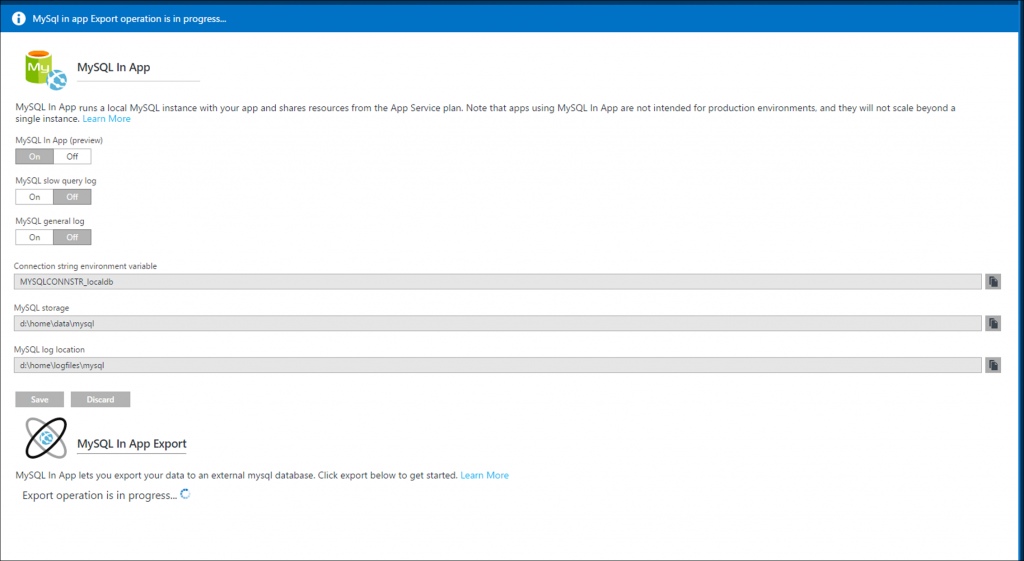 MySql in app Export operation is in progress...
My
MySQL In App
MySQL In App runs a local MySQL instance with your app and shares resources from the App Service plan. Note that apps using MySQL In App are not intended for production environments, and they will not scale beyond a
single instance. Learn More
MySQL In App (preview)
On Off
MySQL slow query log
On Off
MySQL general log
On Off
Connection string environment variable
MYSQLCONNSTR_localdb
MySQL storage
d:\home\data\mysql
MySQL log location
d:\home\logfiles\mysql
Save Discard
MySQL In App Export
MySQL In App lets you export your data to an external mysql database. Click export below to get started. Learn More
Export operation is in progress...